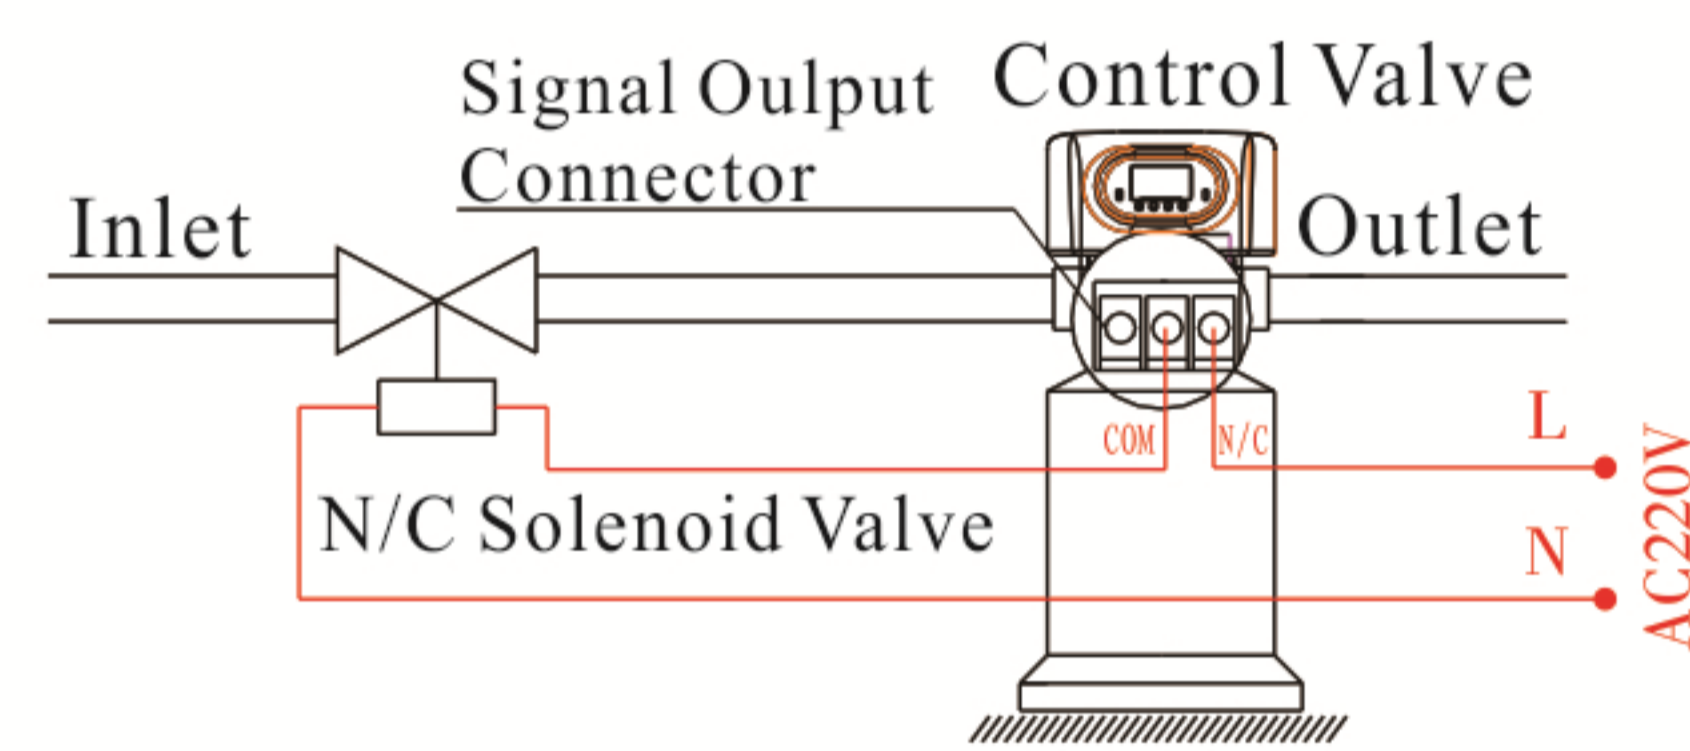 Signal Oulput
Connector
Control Valve
Inlet
Outlet
COM
N/C
L
N
AC220V
N/C Solenoid Valve